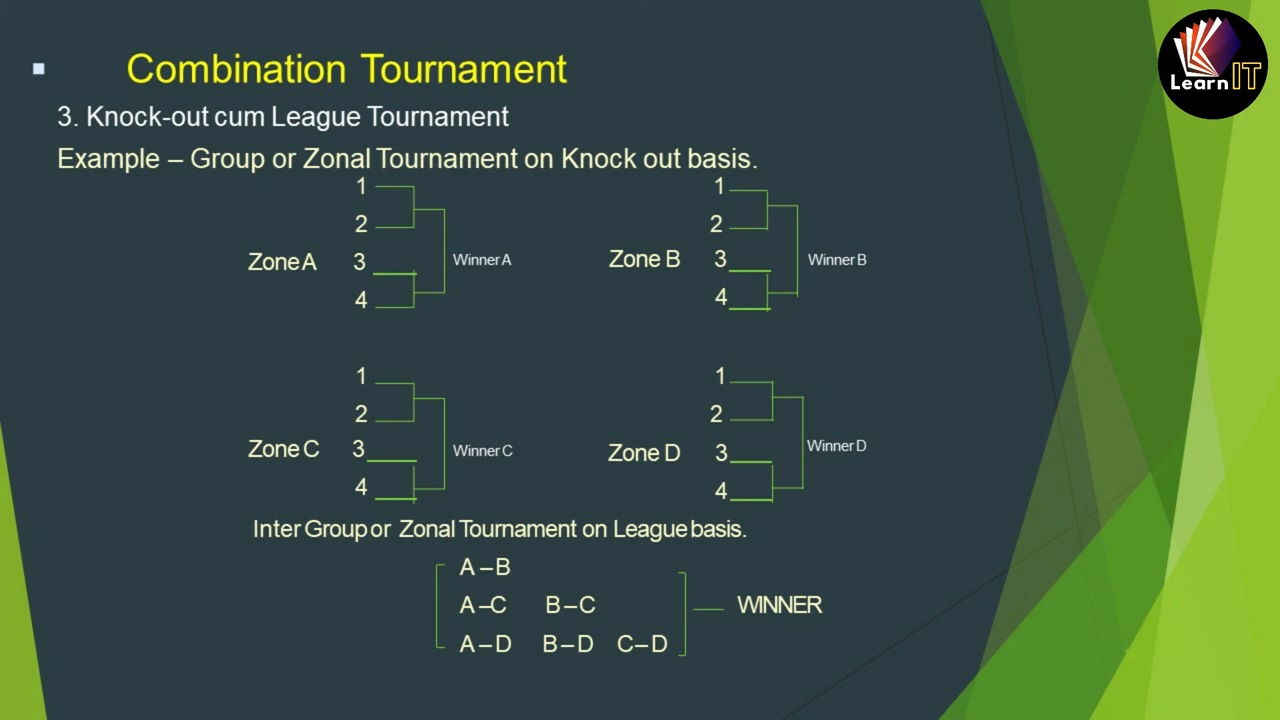 Combination Tournament
3. Knock-out cum League Tournament
Example – Group or Zonal Tournament on Knock out basis.
1
2
Zone A 3 Winner A
4
1
2
Zone B 3 Winner B
4
1
2
Zone C 3 Winner C
4
1
2
Zone D 3 Winner D
4
Inter Group or Zonal Tournament on League basis.
A – B
A – C B – C WINNER
A – D B – D C – D
Learn IT